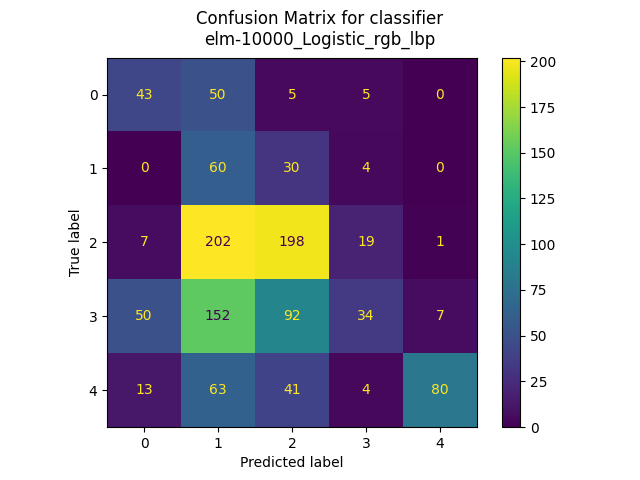 Confusion Matrix for classifier
elm-10000_Logistic_rgb_lbp
True label
0 43 50 5 5 0
1 0 60 30 4 0
2 7 202 198 19 1
3 50 152 92 34 7
4 13 63 41 4 80
0 1 2 3 4
Predicted label
200
175
150
125
100
75
50
25
0